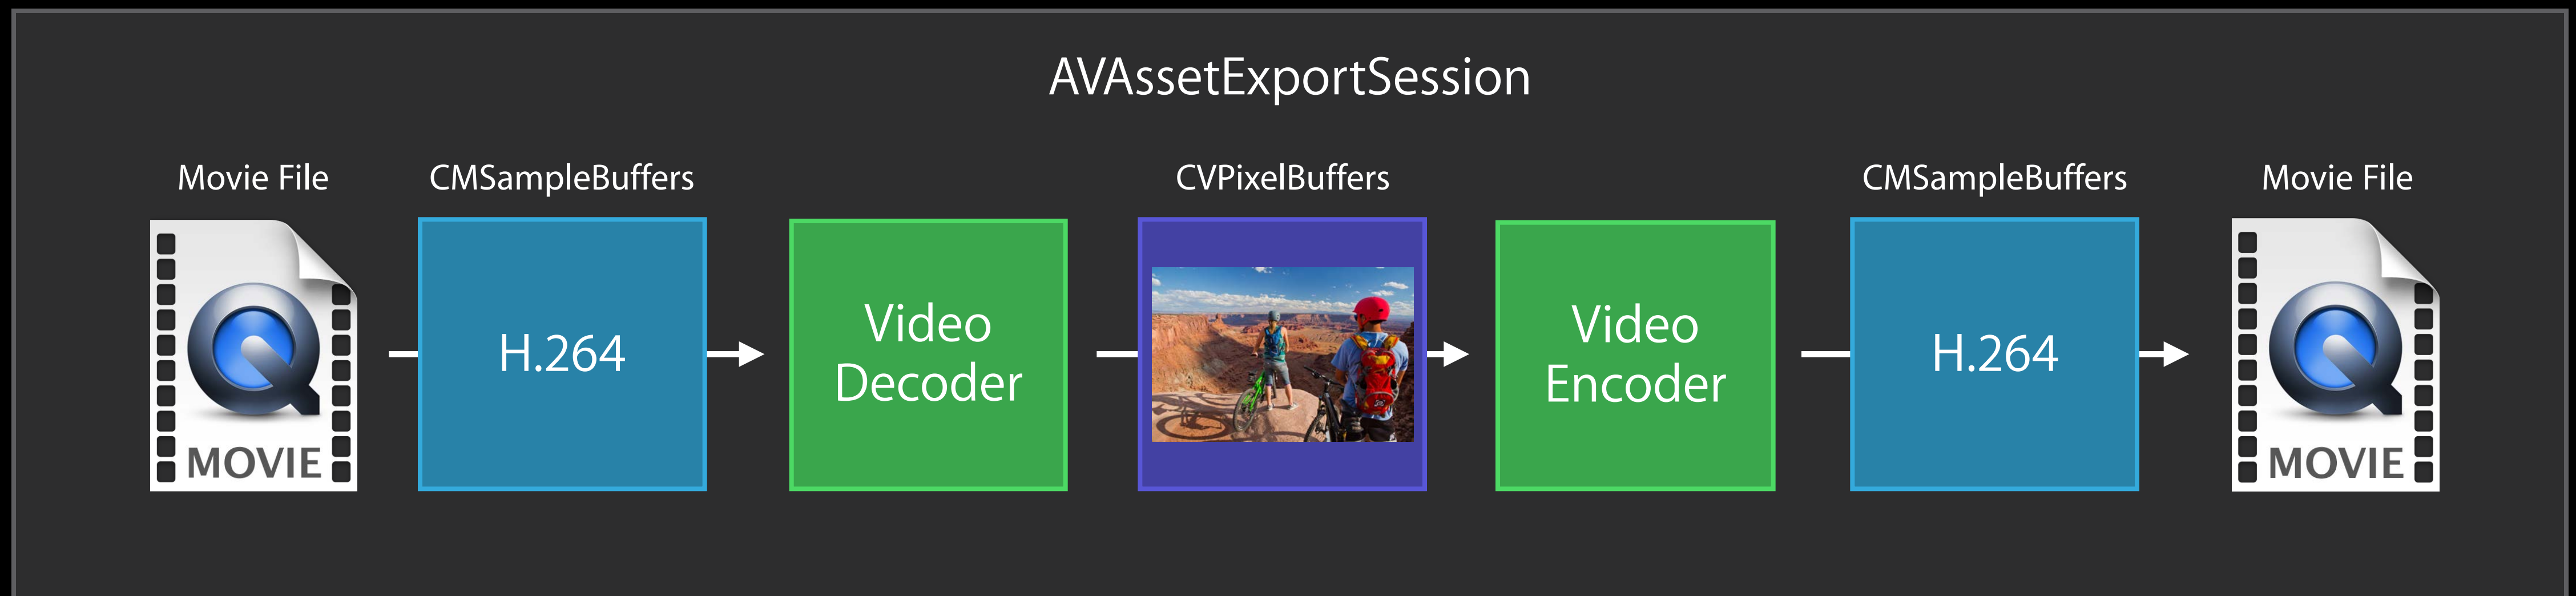 AVAssetExportSession
Movie File
CMSampleBuffers
CVPixelBuffers
CMSampleBuffers
Movie File
MOVIE
H.264
Video
Decoder
Video
Encoder
H.264
MOVIE